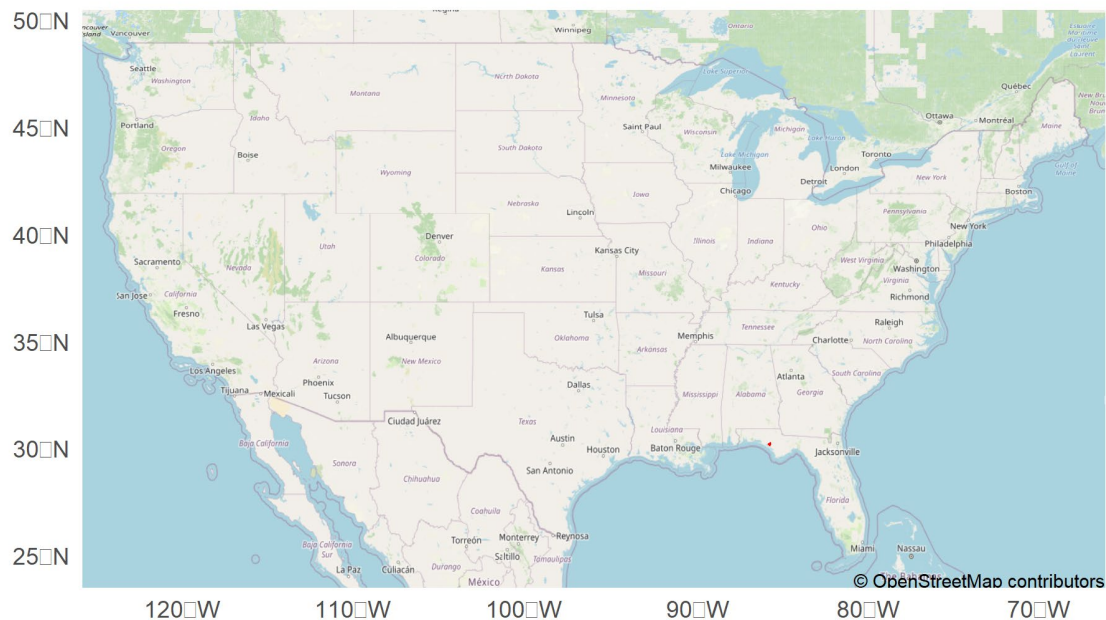 50□N
45□N
40□N
35□N
30□N
25□N
120□W
110□W
100□W
90□W
80□W
70□W
Vancouver
Winnipeg
Ontario
Seattle
Washington
Montana
North Dakota
Minnesota
Lake Superior
Québec
Portland
Oregon
Idaho
Boise
South Dakota
Saint Paul
Wisconsin
Michigan
Lake Huron
Ottawa
Montréal
Maine
Gulf of
Maine
Wyoming
Lake Michigan
Milwaukee
Toronto
London
Detroit
Chicago
New York
Boston
Iowa
Nebraska
Lincoln
Pennsylvania
New York
Philadelphia
Ohio
Indiana
Illinois
Denver
Colorado
Utah
Nevada
Sacramento
California
San Jose
Fresno
Kansas City
Kansas
Missouri
West Virginia
Washington
Virginia
Richmond
Kentucky
Las Vegas
Tulsa
Tennessee
Raleigh
Albuquerque
Oklahoma
Memphis
Charlotte
North Carolina
Arizona
New Mexico
Arkansas
Los Angeles
Phoenix
Atlanta
South Carolina
Tijuana
Mexicali
Tucson
Dallas
Mississippi
Alabama
Georgia
Ciudad Juárez
Texas
Louisiana
Baja California
Austin
Houston
Baton Rouge
Jacksonville
Sonora
San Antonio
Chihuahua
Florida
Coahuila
Baja California
Sur
Torreón
Monterrey
Reynosa
Miami
Nassau
Saltillo
Tamaulipas
La Paz
Culiacán
Durango
México
The Bahamas
© OpenStreetMap contributors